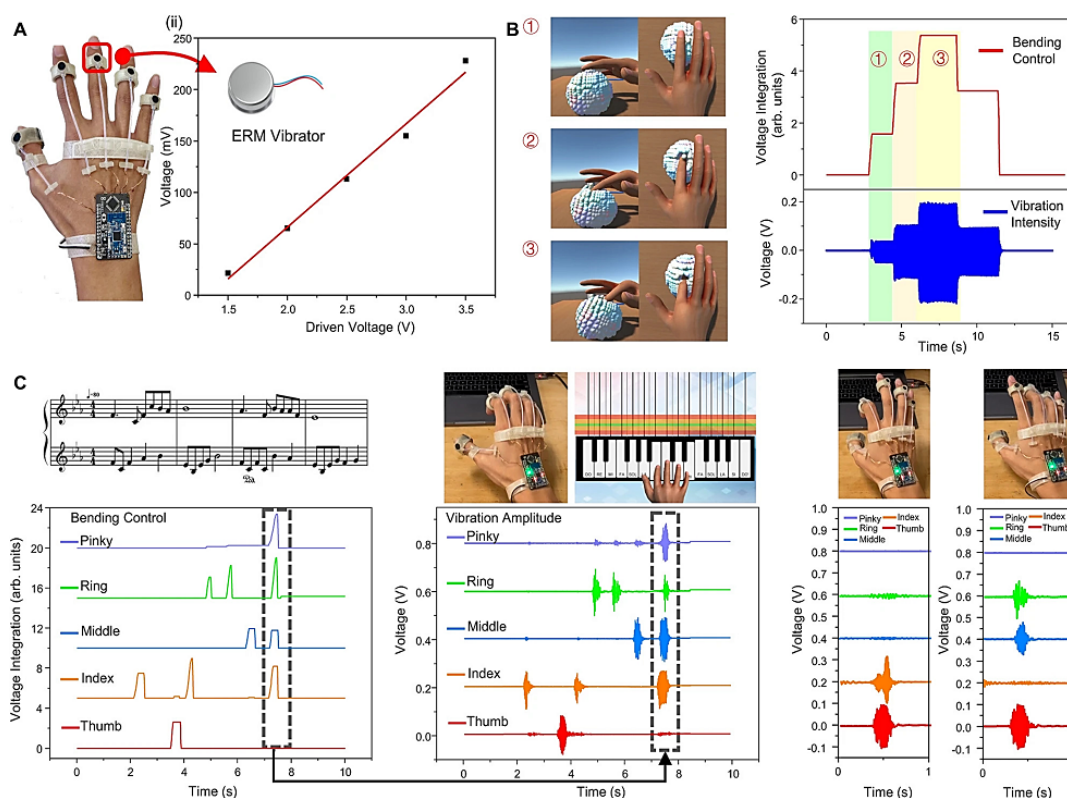 A
(ii)
250
200
150
100
50
0
Voltage (mV)
ERM Vibrator
1.5 2.0 2.5 3.0 3.5
Driven Voltage (V)
B
①
②
③
6
4
2
0
Voltage Integration
(arb. units)
① ② ③
Bending
Control
0.2
0.0
-0.2
Voltage (V)
Vibration
Intensity
0 5 10 15
Time (s)
C
♩=80
Bending Control
24
20
16
12
8
4
0
Voltage Integration (arb. units)
Pinky
Ring
Middle
Index
Thumb
0 2 4 6 8 10
Time (s)
DO RE MI FA SOL FA SOL LA SI DO
Vibration Amplitude
0.8
0.6
0.4
0.2
0.0
Voltage (V)
Pinky
Ring
Middle
Index
Thumb
0 2 4 6 8 10
Time (s)
1.0
0.9
0.8
0.7
0.6
0.5
0.4
0.3
0.2
0.1
0.0
-0.1
Voltage (V)
Pinky Index
Ring Thumb
Middle
0 1
Time (s)
1.0
0.9
0.8
0.7
0.6
0.5
0.4
0.3
0.2
0.1
0.0
-0.1
Voltage (V)
Pinky Index
Ring Thumb
Middle
0
Time (s)